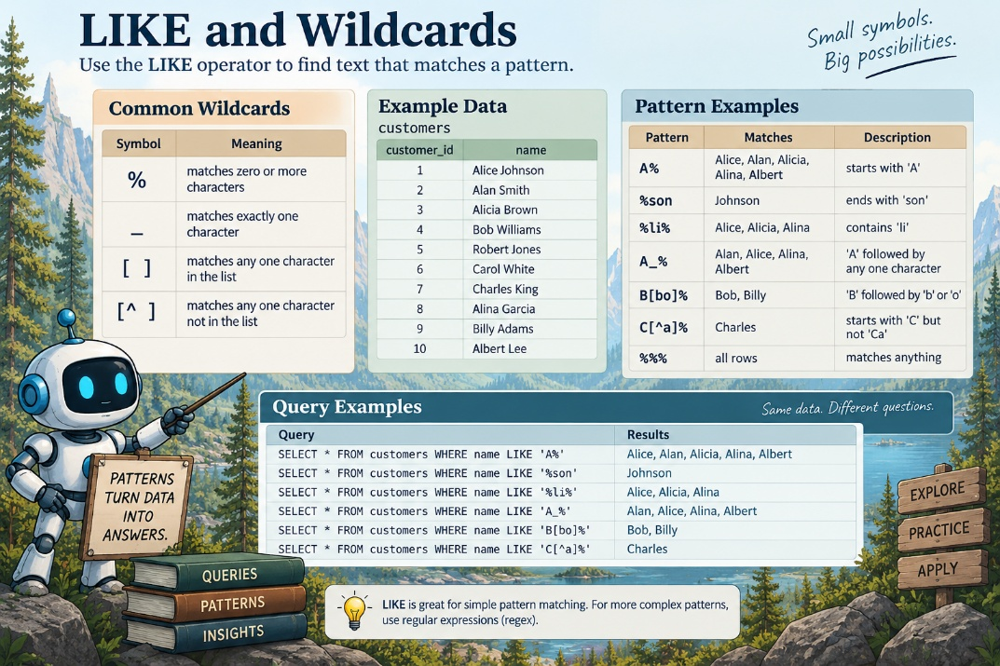 LIKE and Wildcards
Use the LIKE operator to find text that matches a pattern.
Small symbols.
Big possibilities.
Common Wildcards
Symbol Meaning
% matches zero or more
characters
_ matches exactly one
character
[ ] matches any one character
in the list
[^ ] matches any one character
not in the list
Example Data
customers
customer_id name
1 Alice Johnson
2 Alan Smith
3 Alicia Brown
4 Bob Williams
5 Robert Jones
6 Carol White
7 Charles King
8 Alina Garcia
9 Billy Adams
10 Albert Lee
Pattern Examples
Pattern Matches Description
A% Alice, Alan, Alicia,
Alina, Albert starts with 'A'
%son Johnson ends with 'son'
%li% Alice, Alicia, Alina contains 'li'
A_% Alan, Alice, Alina, 'A' followed by
Albert any one character
B[bo]% Bob, Billy 'B' followed by 'b' or 'o'
C[^a]% Charles starts with 'C' but
not 'Ca'
%%% all rows matches anything
Query Examples
Same data. Different questions.
Query Results
SELECT * FROM customers WHERE name LIKE 'A%' Alice, Alan, Alicia, Alina, Albert
SELECT * FROM customers WHERE name LIKE '%son' Johnson
SELECT * FROM customers WHERE name LIKE '%li%' Alice, Alicia, Alina
SELECT * FROM customers WHERE name LIKE 'A_%' Alan, Alice, Alina, Albert
SELECT * FROM customers WHERE name LIKE 'B[bo]%' Bob, Billy
SELECT * FROM customers WHERE name LIKE 'C[^a]%' Charles
PATTERNS
TURN DATA
INTO
ANSWERS.
QUERIES
PATTERNS
INSIGHTS
LIKE is great for simple pattern matching. For more complex patterns,
use regular expressions (regex).
EXPLORE
PRACTICE
APPLY